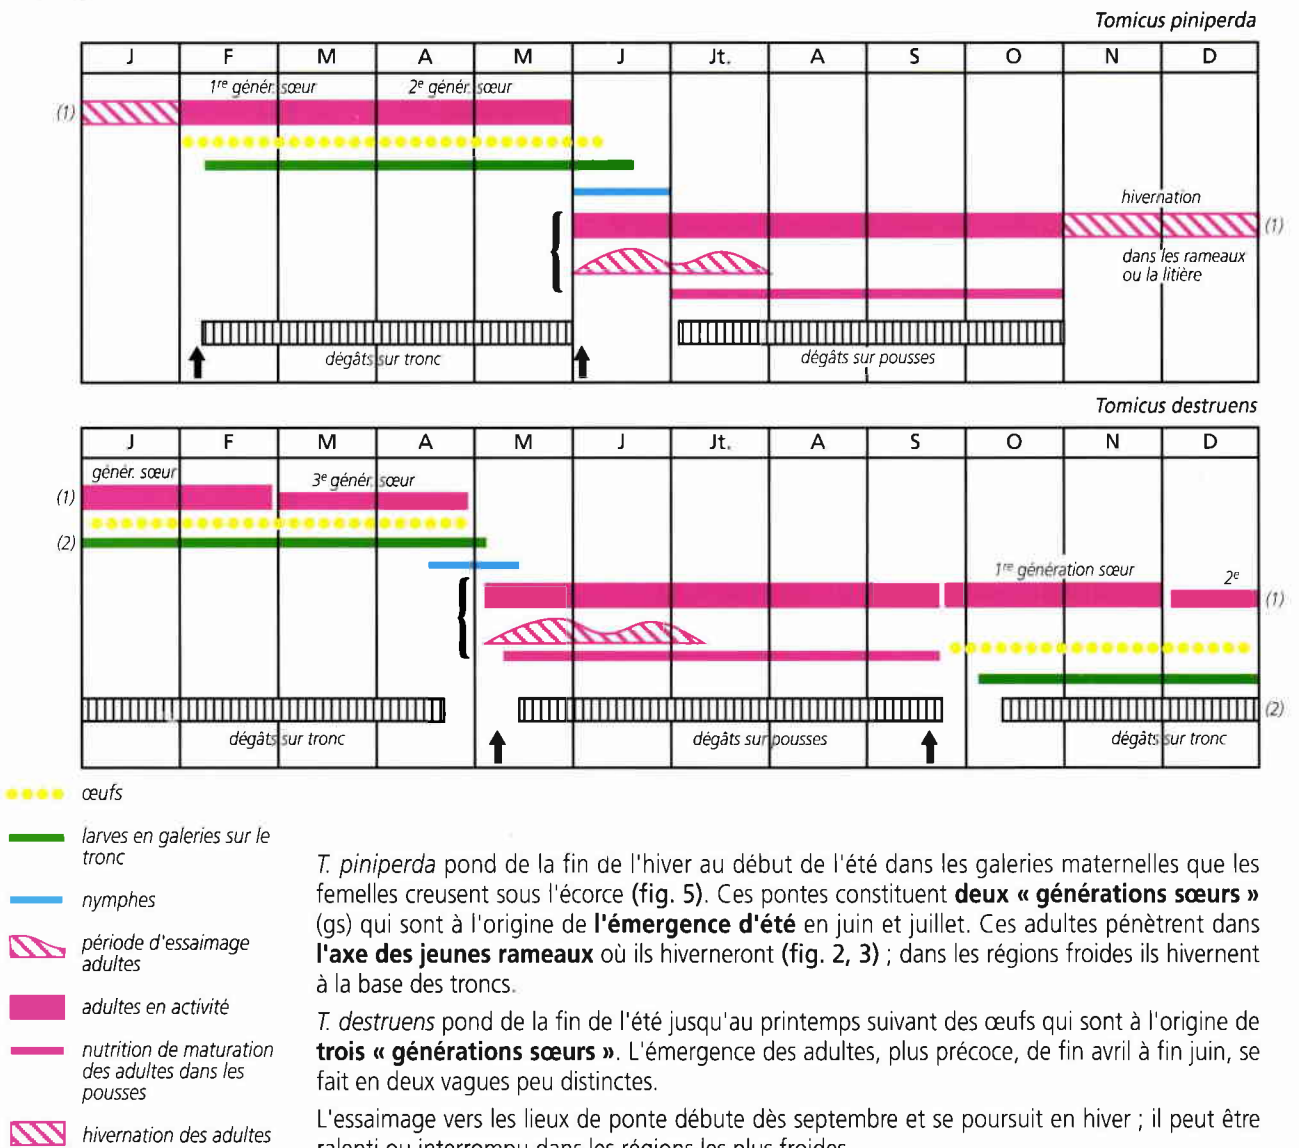 Tomicus piniperda
J F M A M J Jt. A S O N D
1re génér. sœur 2e génér. sœur
(1)
hivernation
(1)
dans les rameaux
ou la litière
dégâts sur tronc dégâts sur pousses
Tomicus destruens
J F M A M J Jt. A S O N D
génér. sœur 3e génér. sœur
(1)
(2)
1re génération sœur 2e
(1)
(2)
dégâts sur tronc dégâts sur pousses dégâts sur tronc
œufs
larves en galeries sur le
tronc
nymphes
période d'essaimage
adultes
adultes en activité
nutrition de maturation
des adultes dans les
pousses
hivernation des adultes
T. piniperda pond de la fin de l'hiver au début de l'été dans les galeries maternelles que les
femelles creusent sous l'écorce (fig. 5). Ces pontes constituent deux « générations sœurs »
(gs) qui sont à l'origine de l'émergence d'été en juin et juillet. Ces adultes pénètrent dans
l'axe des jeunes rameaux où ils hiverneront (fig. 2, 3) ; dans les régions froides ils hivernent
à la base des troncs.
T. destruens pond de la fin de l'été jusqu'au printemps suivant des œufs qui sont à l'origine de
trois « générations sœurs ». L'émergence des adultes, plus précoce, de fin avril à fin juin, se
fait en deux vagues peu distinctes.
L'essaimage vers les lieux de ponte débute dès septembre et se poursuit en hiver ; il peut être
ralenti ou interrompu dans les régions les plus froides.